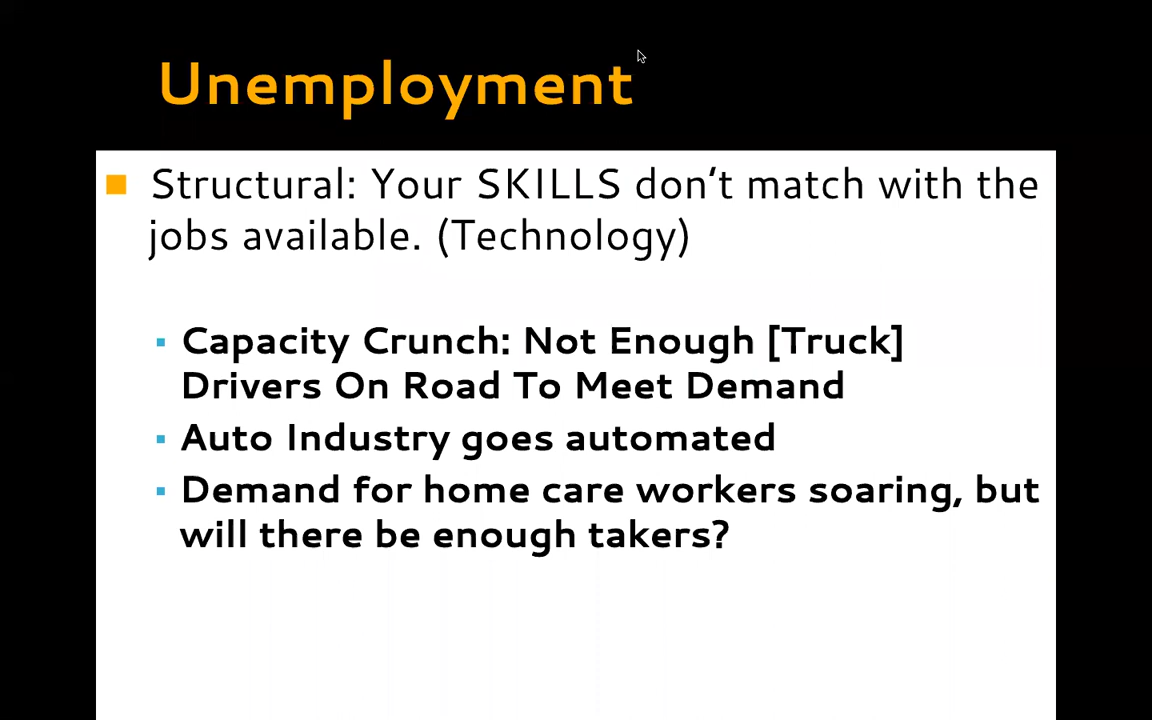 Unemployment
Structural: Your SKILLS don't match with the
jobs available. (Technology)
Capacity Crunch: Not Enough [Truck]
Drivers On Road To Meet Demand
Auto Industry goes automated
Demand for home care workers soaring, but
will there be enough takers?